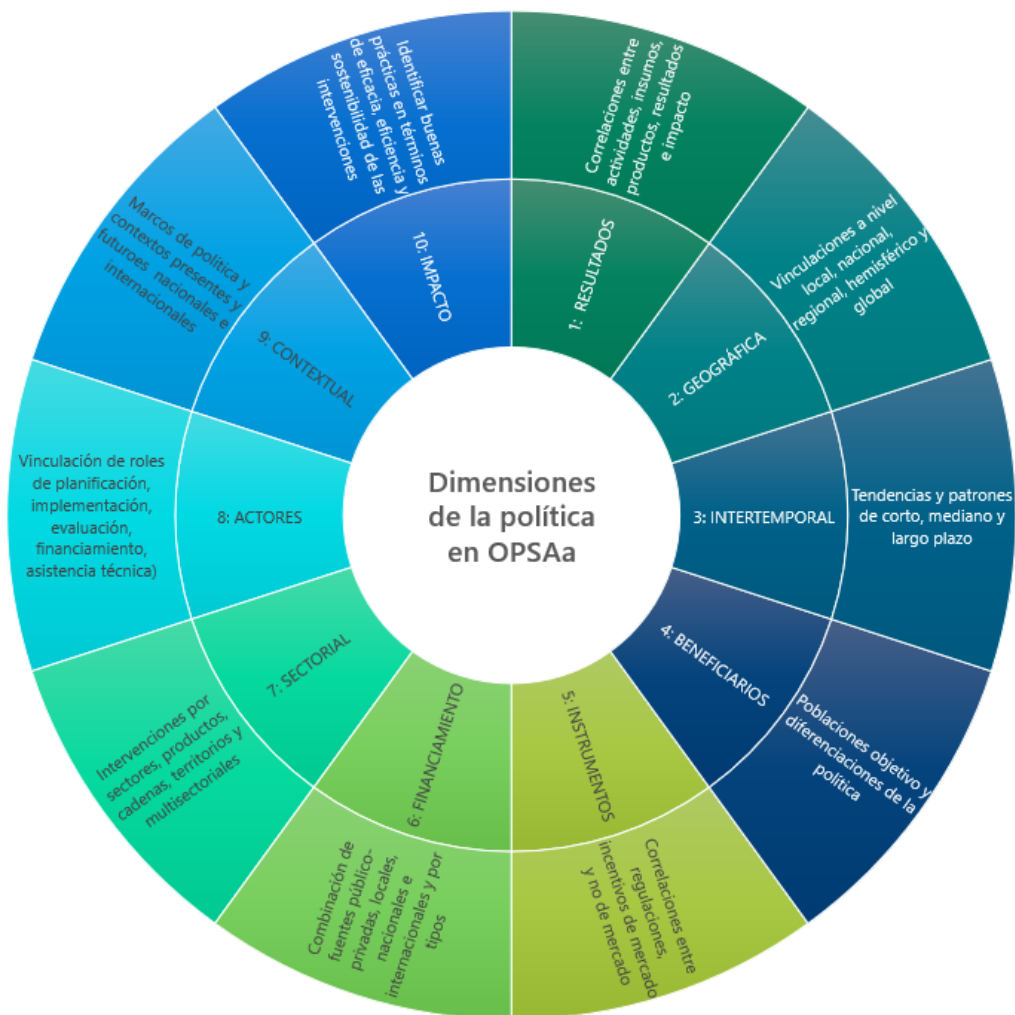 Dimensiones
de la política
en OPSAa
1: RESULTADOS
Correlaciones entre
actividades, insumos,
productos, resultados
e impacto
2: GEOGRÁFICA
Vinculaciones a nivel
local, nacional,
regional, hemisférico y
global
3: INTERTEMPORAL
Tendencias y patrones
de corto, mediano y
largo plazo
4: BENEFICIARIOS
Poblaciones objetivo y
diferenciaciones de la
política
5: INSTRUMENTOS
Correlaciones entre
regulaciones,
incentivos de mercado
y no de mercado
6: FINANCIAMIENTO
Combinación de
fuentes público-
privadas, locales,
nacionales e
internacionales y por
tipos
7: SECTORIAL
Intervenciones por
sectores, productos,
cadenas, territorios y
multisectoriales
8: ACTORES
Vinculación de roles
de planificación,
implementación,
evaluación,
financiamiento,
asistencia técnica)
9: CONTEXTUAL
Marcos de política y
contextos presentes y
futuroes nacionales e
internacionales
10: IMPACTO
Identificar buenas
prácticas en términos
de eficacia, eficiencia y
sostenibilidad de las
intervenciones